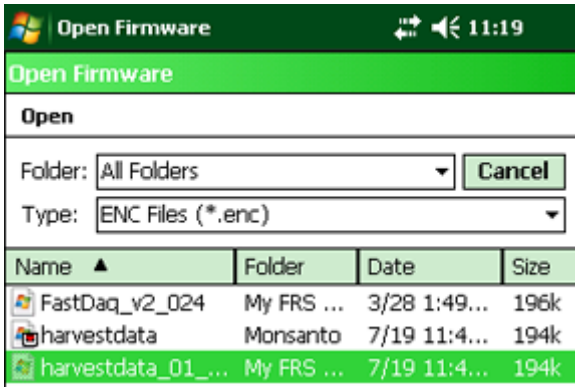 Open Firmware 11:19
Open Firmware
Open
Folder: All Folders Cancel
Type: ENC Files (*.enc)
Name Folder Date Size
FastDaq_v2_024 My FRS ... 3/28 1:49... 196k
harvestdata Monsanto 7/19 11:4... 194k
harvestdata_01_... My FRS ... 7/19 11:4... 194k